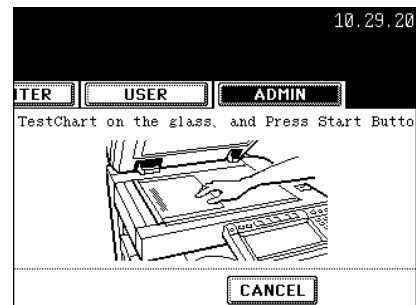 10.29.20
TER USER ADMIN
TestChart on the glass, and Press Start Butto
CANCEL